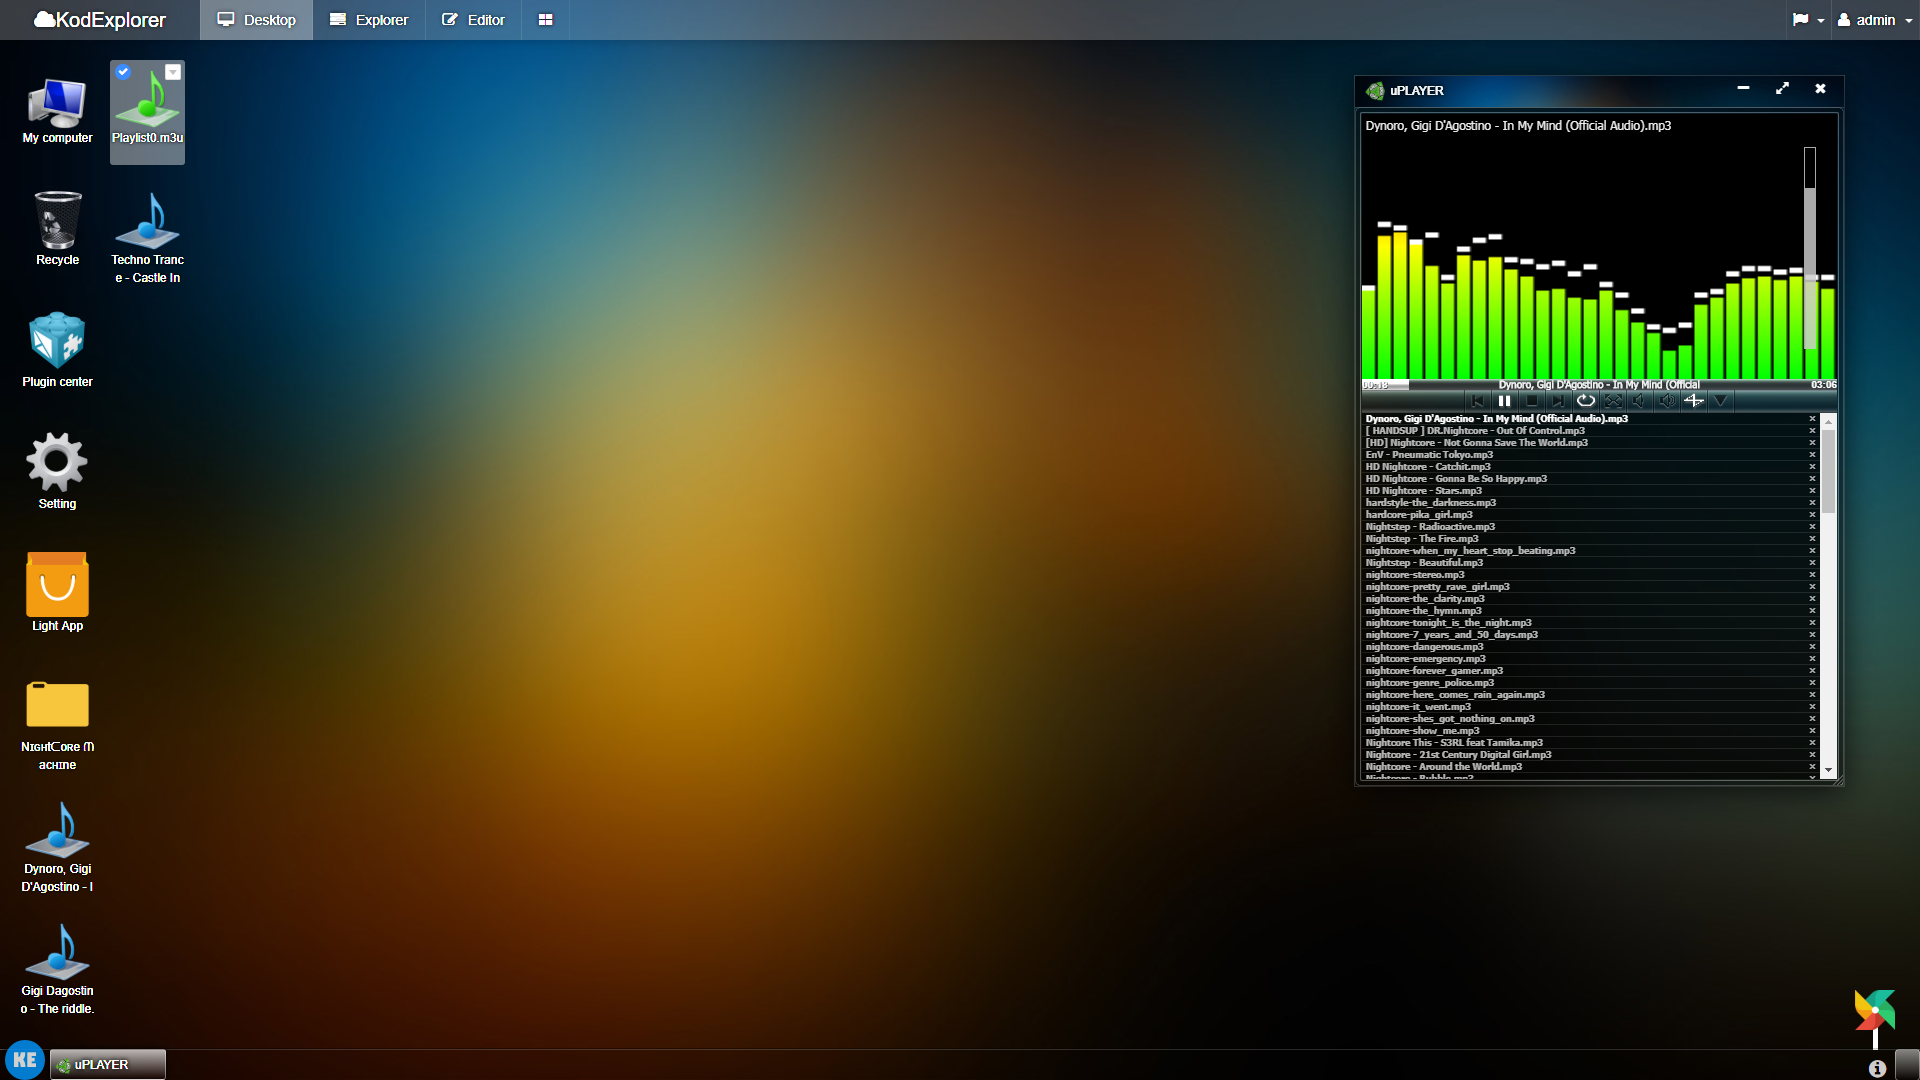 KodExplorer
Desktop
Explorer
Editor
admin
My computer
Playlist0.m3u
Recycle
Techno Tranc
e - Castle In
Plugin center
Setting
Light App
NɪɢʜtCore M
achɪne
Dynoro, Gigi
D'Agostino - I
Gigi Dagostin
o - The riddle.
KE
uPLAYER
uPLAYER
Dynoro, Gigi D'Agostino - In My Mind (Official Audio).mp3
00:18
Dynoro, Gigi D'Agostino - In My Mind (Official
03:06
Dynoro, Gigi D'Agostino - In My Mind (Official Audio).mp3
[ HANDSUP ] DR.Nightcore - Out Of Control.mp3
[HD] Nightcore - Not Gonna Save The World.mp3
EnV - Pneumatic Tokyo.mp3
HD Nightcore - Catchit.mp3
HD Nightcore - Gonna Be So Happy.mp3
HD Nightcore - Stars.mp3
hardstyle-the_darkness.mp3
hardcore-pika_girl.mp3
Nightstep - Radioactive.mp3
Nightstep - The Fire.mp3
nightcore-when_my_heart_stop_beating.mp3
Nightstep - Beautiful.mp3
nightcore-stereo.mp3
nightcore-pretty_rave_girl.mp3
nightcore-the_clarity.mp3
nightcore-the_hymn.mp3
nightcore-tonight_is_the_night.mp3
nightcore-7_years_and_50_days.mp3
nightcore-dangerous.mp3
nightcore-emergency.mp3
nightcore-forever_gamer.mp3
nightcore-genre_police.mp3
nightcore-here_comes_rain_again.mp3
nightcore-it_went.mp3
nightcore-shes_got_nothing_on.mp3
nightcore-show_me.mp3
Nightcore This - S3RL feat Tamika.mp3
Nightcore - 21st Century Digital Girl.mp3
Nightcore - Around the World.mp3
Nightcore - Bubble.mp3